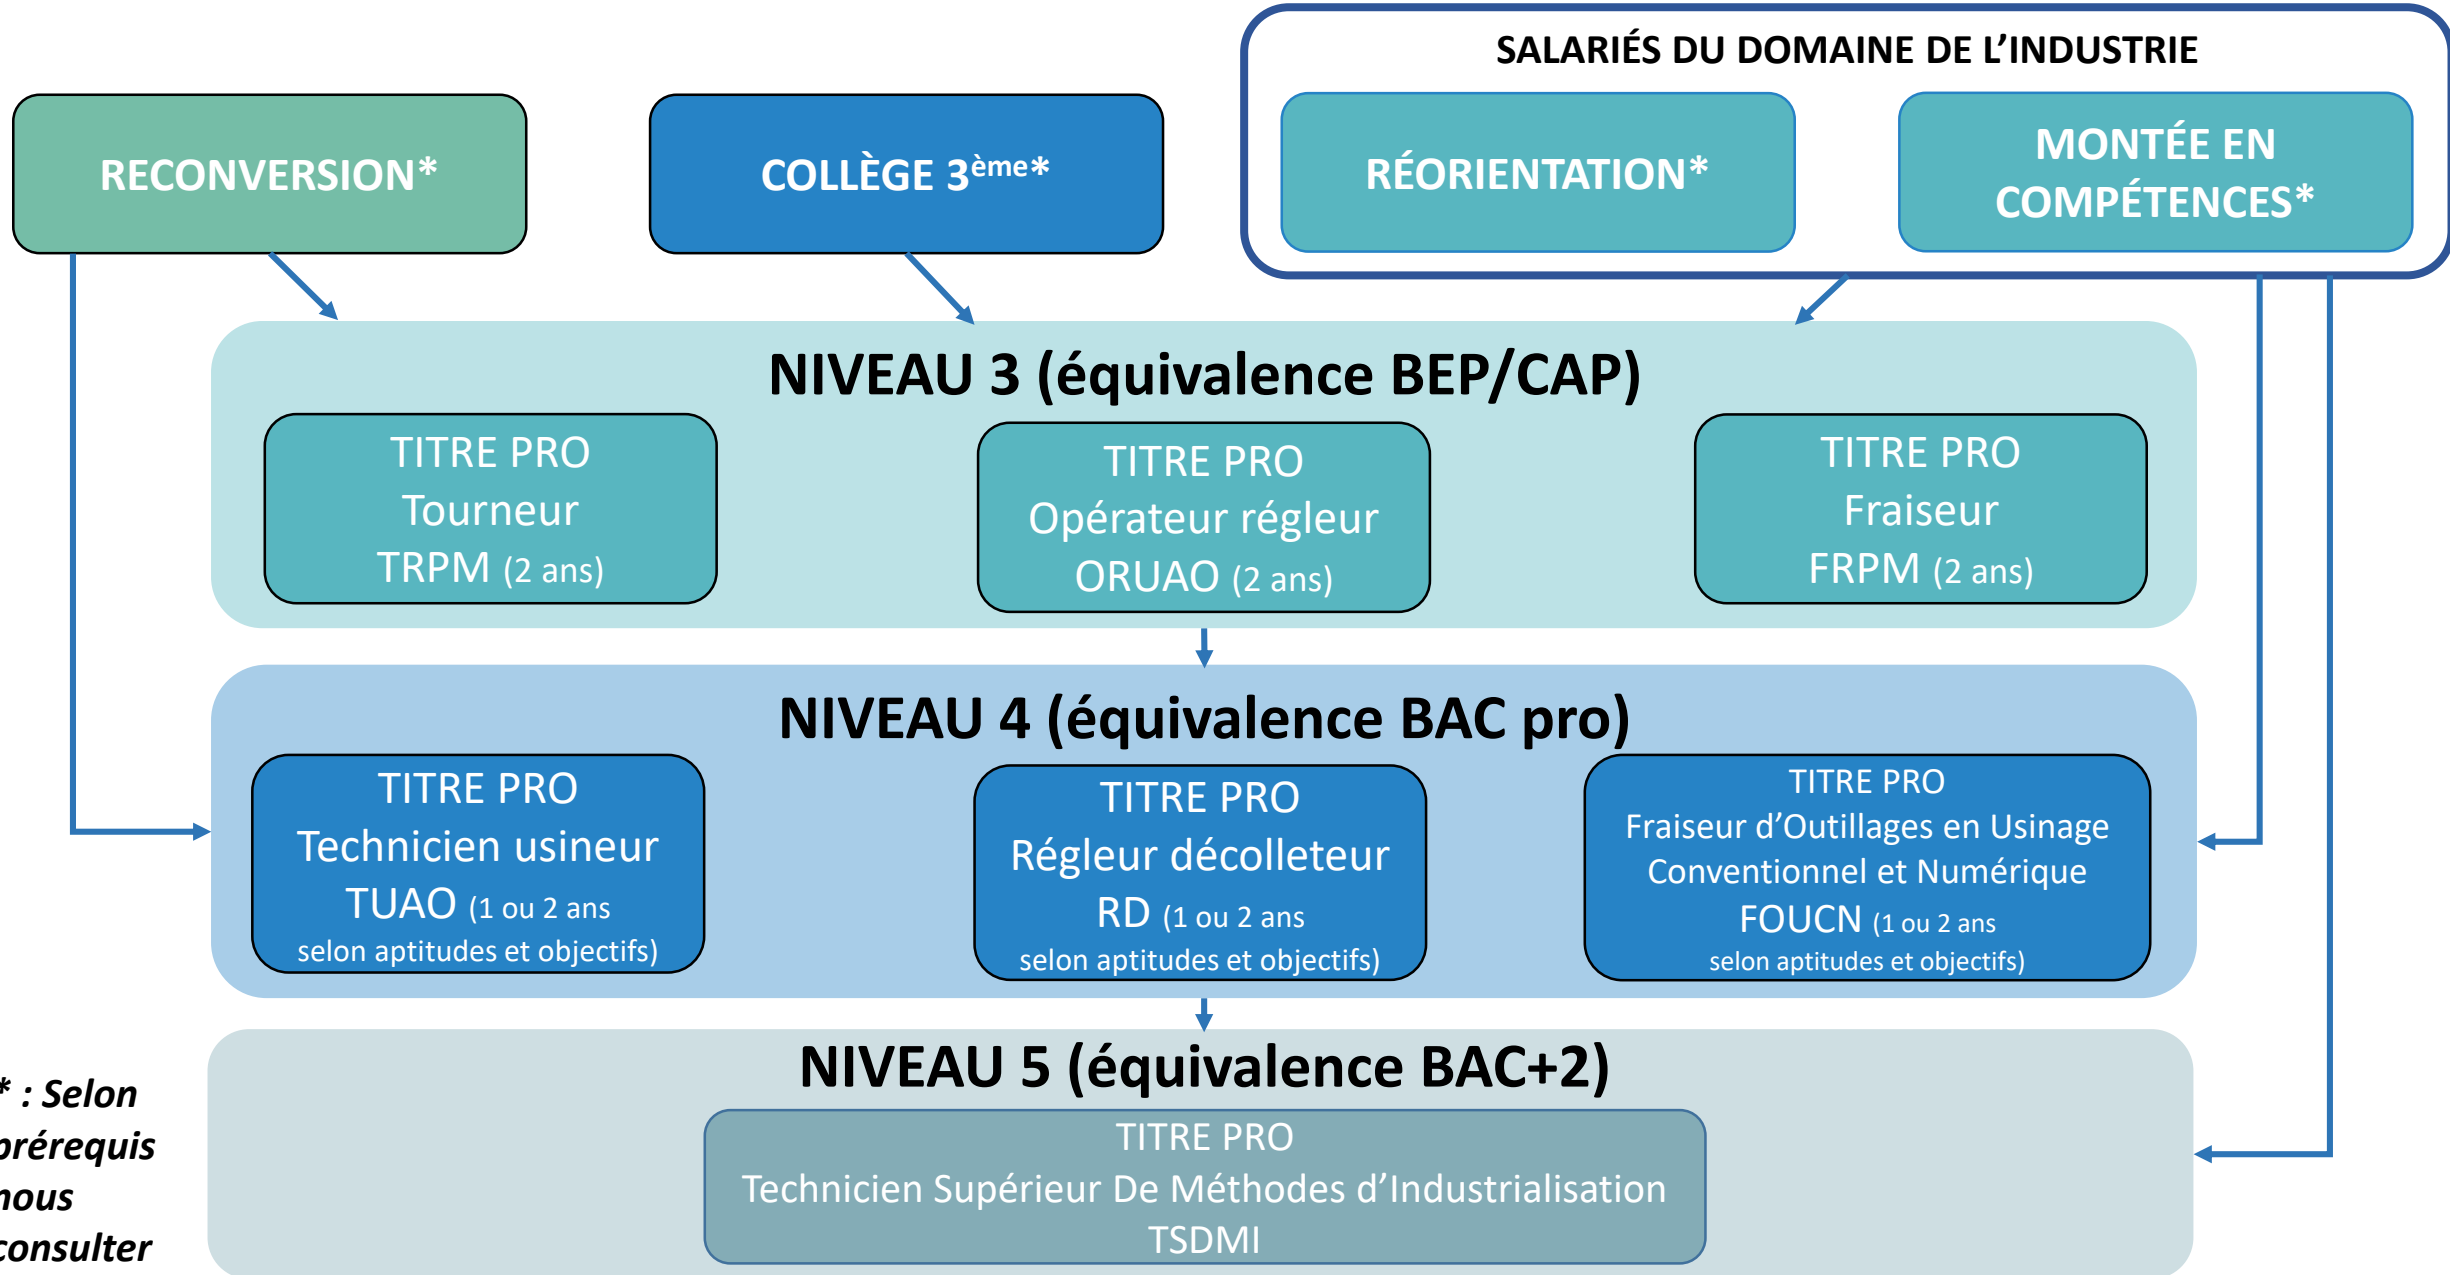 SALARIÉS DU DOMAINE DE L’INDUSTRIE
RECONVERSION*
COLLÈGE 3ème*
RÉORIENTATION*
MONTÉE EN
COMPÉTENCES*
NIVEAU 3 (équivalence BEP/CAP)
TITRE PRO
Tourneur
TRPM (2 ans)
TITRE PRO
Opérateur régleur
ORUAO (2 ans)
TITRE PRO
Fraiseur
FRPM (2 ans)
NIVEAU 4 (équivalence BAC pro)
TITRE PRO
Technicien usineur
TUAO (1 ou 2 ans
selon aptitudes et objectifs)
TITRE PRO
Régleur décolleteur
RD (1 ou 2 ans
selon aptitudes et objectifs)
TITRE PRO
Fraiseur d’Outillages en Usinage
Conventionnel et Numérique
FOUCN (1 ou 2 ans
selon aptitudes et objectifs)
NIVEAU 5 (équivalence BAC+2)
TITRE PRO
Technicien Supérieur De Méthodes d’Industrialisation
TSDMI
* : Selon
prérequis
nous
consulter